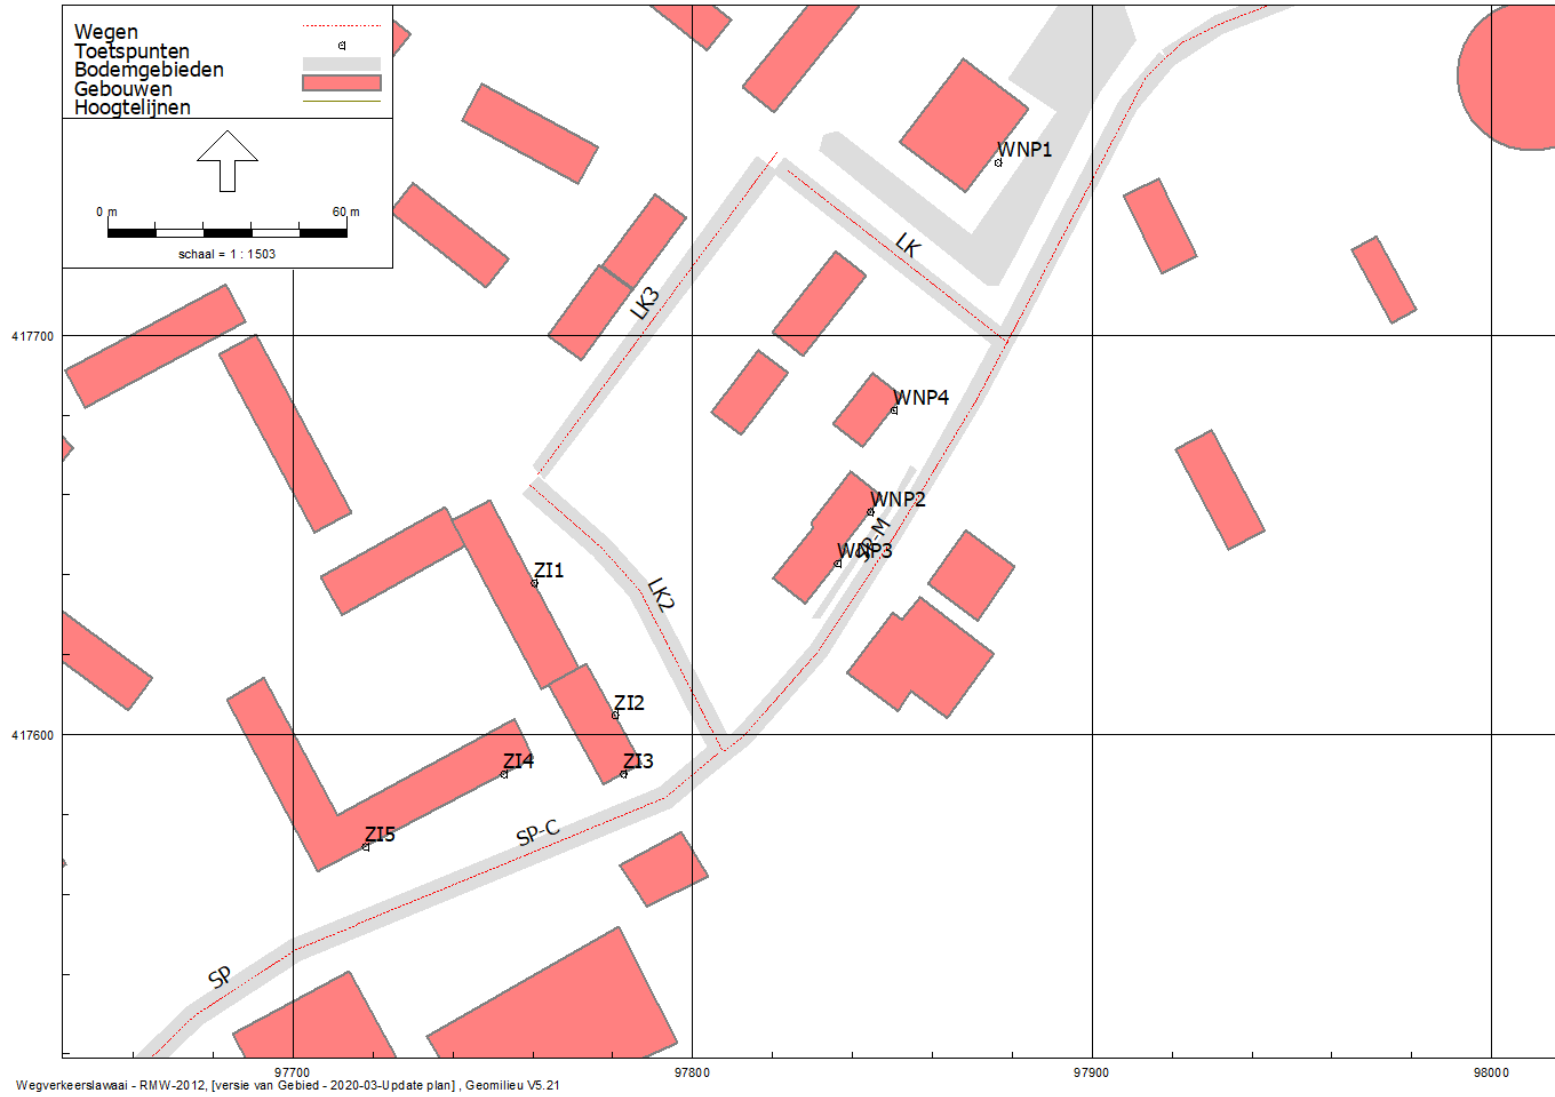 Wegen
Toetspunten
Bodemgebieden
Gebouwen
Hoogtelijnen
0 m 60 m
schaal = 1 : 1503
WNP1
LK
LK3
417700
WNP4
WNP2
SP-M
WNP3
ZI1
LK2
ZI2
417600
ZI4
ZI3
SP-C
ZI5
SP
97700 97800 97900 98000
Wegverkeerslawaai - RMW-2012, [versie van Gebied - 2020-03-Update plan] , Geomilieu V5.21